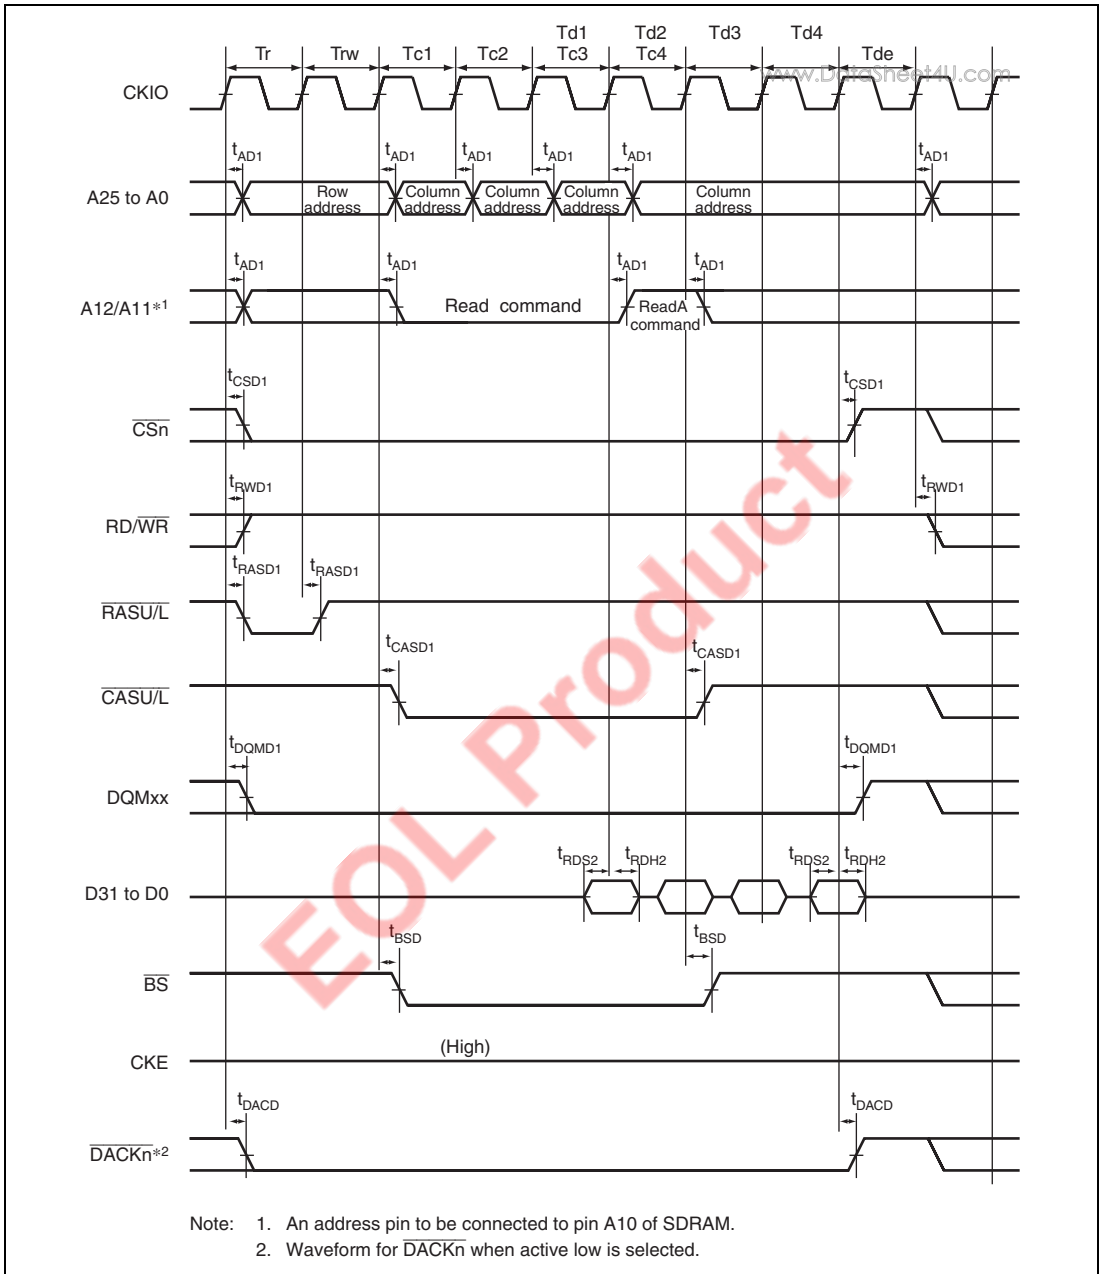 Td1 Td2 Td3 Td4
Tr Trw Tc1 Tc2 Tc3 Tc4 Tde
www.DataSheet4U.com
CKIO
tAD1 tAD1 tAD1 tAD1 tAD1 tAD1
A25 to A0
Row address
Column address
Column address
Column address
Column address
tAD1 tAD1 tAD1 tAD1
A12/A11*1
Read command
ReadA command
tCSD1 tCSD1
CSn
tRWD1 tRWD1
RD/WR
tRASD1 tRASD1
RASU/L
tCASD1 tCASD1
CASU/L
tDQMD1 tDQMD1
DQMxx
tRDS2 tRDH2 tRDS2 tRDH2
D31 to D0
tBSD tBSD
BS
(High)
CKE
tDACD tDACD
DACKn*2
EOL Product
Note: 1. An address pin to be connected to pin A10 of SDRAM.
2. Waveform for DACKn when active low is selected.